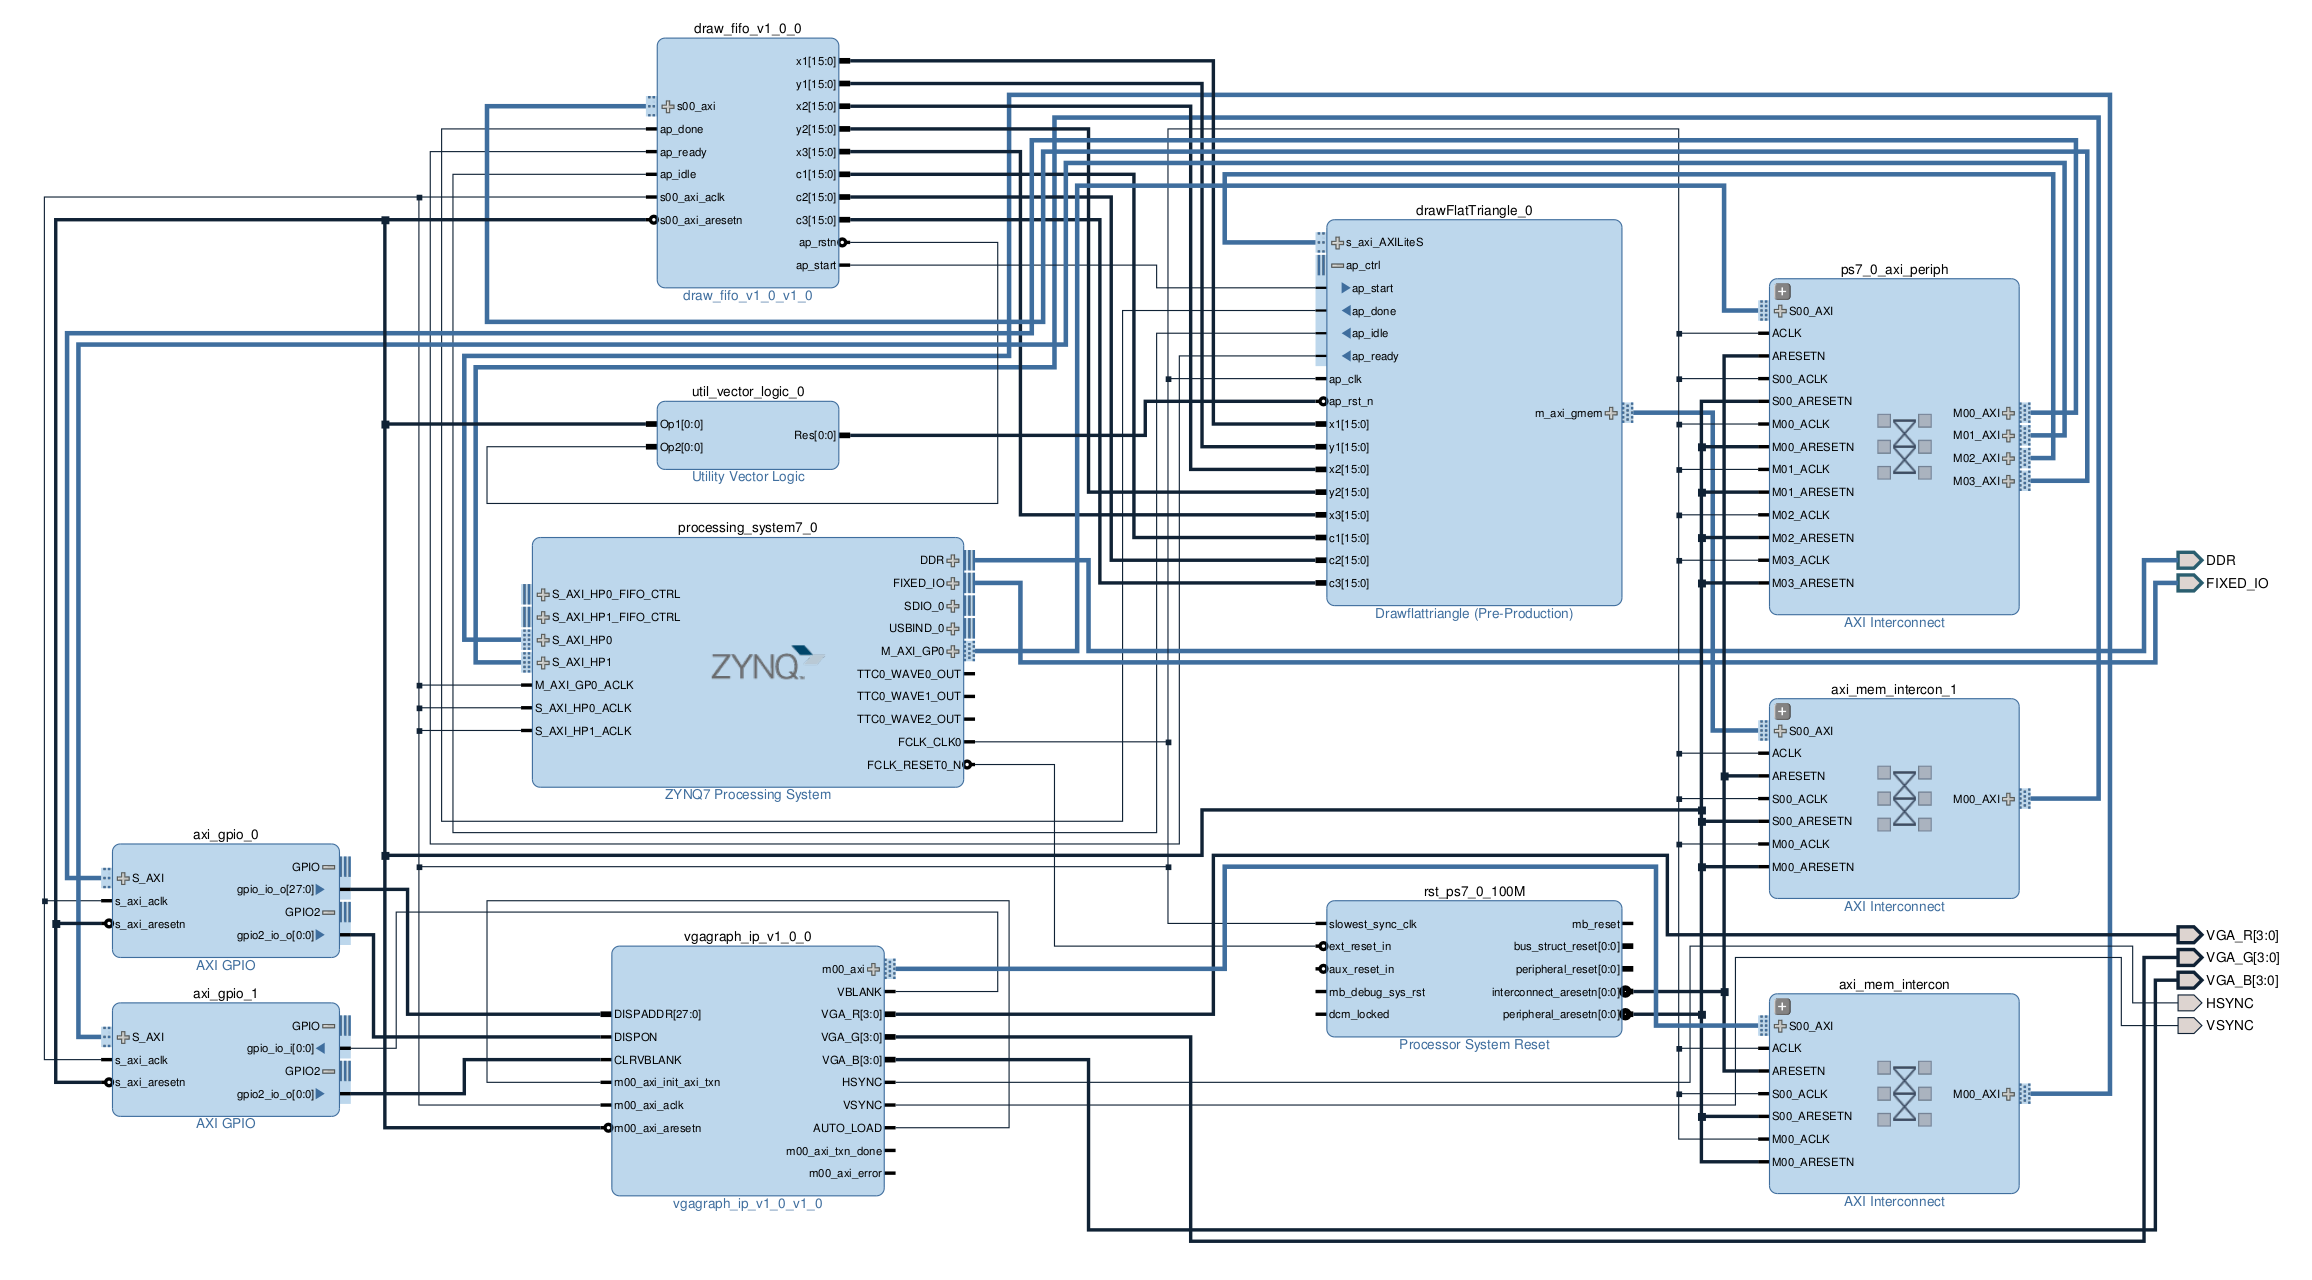 draw_fifo_v1_0_0
s00_axi
ap_done
ap_ready
ap_idle
s00_axi_aclk
s00_axi_aresetn
x1[15:0]
y1[15:0]
x2[15:0]
y2[15:0]
x3[15:0]
c1[15:0]
c2[15:0]
c3[15:0]
ap_rstn
ap_start
draw_fifo_v1_0_v1_0
util_vector_logic_0
Op1[0:0]
Op2[0:0]
Res[0:0]
Utility Vector Logic
processing_system7_0
S_AXI_HP0_FIFO_CTRL
S_AXI_HP1_FIFO_CTRL
S_AXI_HP0
S_AXI_HP1
M_AXI_GP0_ACLK
S_AXI_HP0_ACLK
S_AXI_HP1_ACLK
ZYNQ
DDR
FIXED_IO
SDIO_0
USBIND_0
M_AXI_GP0
TTC0_WAVE0_OUT
TTC0_WAVE1_OUT
TTC0_WAVE2_OUT
FCLK_CLK0
FCLK_RESET0_N
ZYNQ7 Processing System
axi_gpio_0
S_AXI
s_axi_aclk
s_axi_aresetn
GPIO
gpio_io_o[27:0]
GPIO2
gpio2_io_o[0:0]
AXI GPIO
axi_gpio_1
S_AXI
s_axi_aclk
s_axi_aresetn
GPIO
gpio_io_i[0:0]
GPIO2
gpio2_io_o[0:0]
AXI GPIO
vgagraph_ip_v1_0_0
DISPADDR[27:0]
DISPON
CLRVBLANK
m00_axi_init_axi_txn
m00_axi_aclk
m00_axi_aresetn
m00_axi
VBLANK
VGA_R[3:0]
VGA_G[3:0]
VGA_B[3:0]
HSYNC
VSYNC
AUTO_LOAD
m00_axi_txn_done
m00_axi_error
vgagraph_ip_v1_0_v1_0
drawFlatTriangle_0
s_axi_AXILiteS
ap_ctrl
ap_start
ap_done
ap_idle
ap_ready
ap_clk
ap_rst_n
x1[15:0]
y1[15:0]
x2[15:0]
y2[15:0]
x3[15:0]
c1[15:0]
c2[15:0]
c3[15:0]
m_axi_gmem
Drawflattriangle (Pre-Production)
rst_ps7_0_100M
slowest_sync_clk
ext_reset_in
aux_reset_in
mb_debug_sys_rst
dcm_locked
mb_reset
bus_struct_reset[0:0]
peripheral_reset[0:0]
interconnect_aresetn[0:0]
peripheral_aresetn[0:0]
Processor System Reset
ps7_0_axi_periph
S00_AXI
ACLK
ARESETN
S00_ACLK
S00_ARESETN
M00_ACLK
M00_ARESETN
M01_ACLK
M01_ARESETN
M02_ACLK
M02_ARESETN
M03_ACLK
M03_ARESETN
M00_AXI
M01_AXI
M02_AXI
M03_AXI
AXI Interconnect
axi_mem_intercon_1
S00_AXI
ACLK
ARESETN
S00_ACLK
S00_ARESETN
M00_ACLK
M00_ARESETN
M00_AXI
AXI Interconnect
axi_mem_intercon
S00_AXI
ACLK
ARESETN
S00_ACLK
S00_ARESETN
M00_ACLK
M00_ARESETN
M00_AXI
AXI Interconnect
DDR
FIXED_IO
VGA_R[3:0]
VGA_G[3:0]
VGA_B[3:0]
HSYNC
VSYNC